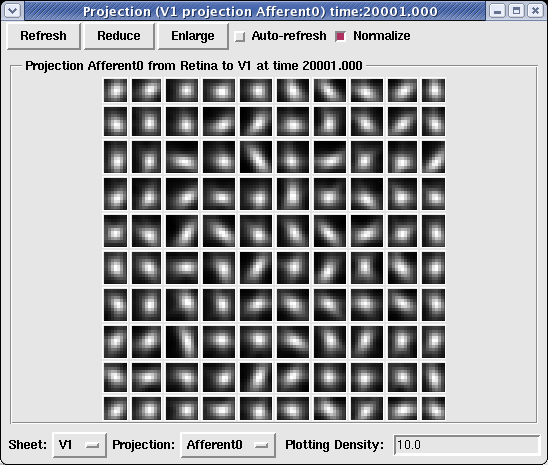 Projection (V1 projection Afferent0) time:20001.000
Refresh Reduce Enlarge Auto-refresh Normalize
Projection Afferent0 from Retina to V1 at time 20001.000
Sheet: V1 Projection: Afferent0 Plotting Density: 10.0